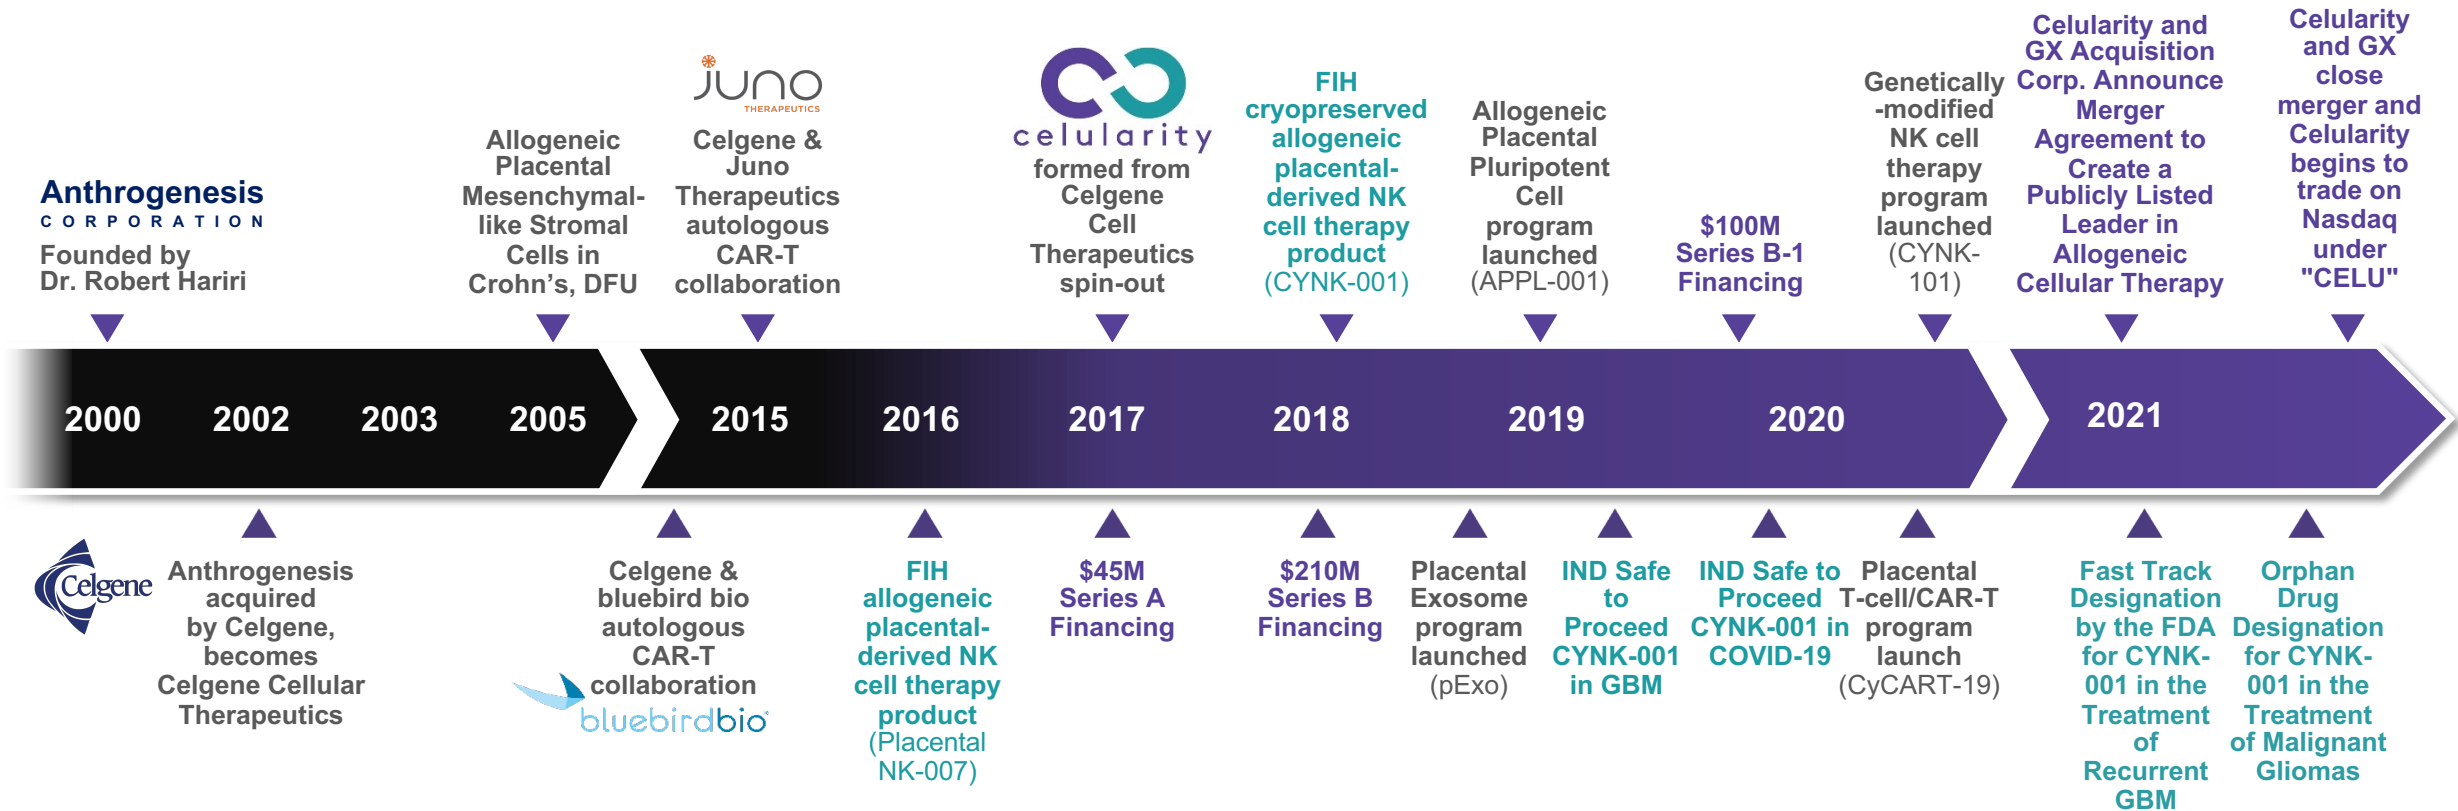 Anthrogenesis
CORPORATION
Founded by
Dr. Robert Hariri
Allogeneic
Placental
Mesenchymal-
like Stromal
Cells in
Crohn's, DFU
juno
THERAPEUTICS
Celgene &
Juno
Therapeutics
autologous
CAR-T
collaboration
celularity
formed from
Celgene
Cell
Therapeutics
spin-out
FIH
cryopreserved
allogeneic
placental-
derived NK
cell therapy
product
(CYNK-001)
Allogeneic
Placental
Pluripotent
Cell
program
launched
(APPL-001)
$100M
Series B-1
Financing
Genetically
-modified
NK cell
therapy
program
launched
(CYNK-
101)
Celularity and
GX Acquisition
Corp. Announce
Merger
Agreement to
Create a
Publicly Listed
Leader in
Allogeneic
Cellular Therapy
Celularity
and GX
close
merger and
Celularity
begins to
trade on
Nasdaq
under
"CELU"
2000 2002 2003 2005 2015 2016 2017 2018 2019 2020 2021
Celgene
Anthrogenesis
acquired
by Celgene,
becomes
Celgene Cellular
Therapeutics
Celgene &
bluebird bio
autologous
CAR-T
collaboration
bluebirdbio
FIH
allogeneic
placental-
derived NK
cell therapy
product
(Placental
NK-007)
$45M
Series A
Financing
$210M
Series B
Financing
Placental
Exosome
program
launched
(pExo)
IND Safe
to
Proceed
CYNK-001
in GBM
IND Safe to
Proceed
CYNK-001 in
COVID-19
Placental
T-cell/CAR-T
program
launch
(CyCART-19)
Fast Track
Designation
by the FDA
for CYNK-
001 in the
Treatment
of
Recurrent
GBM
Orphan
Drug
Designation
for CYNK-
001 in the
Treatment
of Malignant
Gliomas